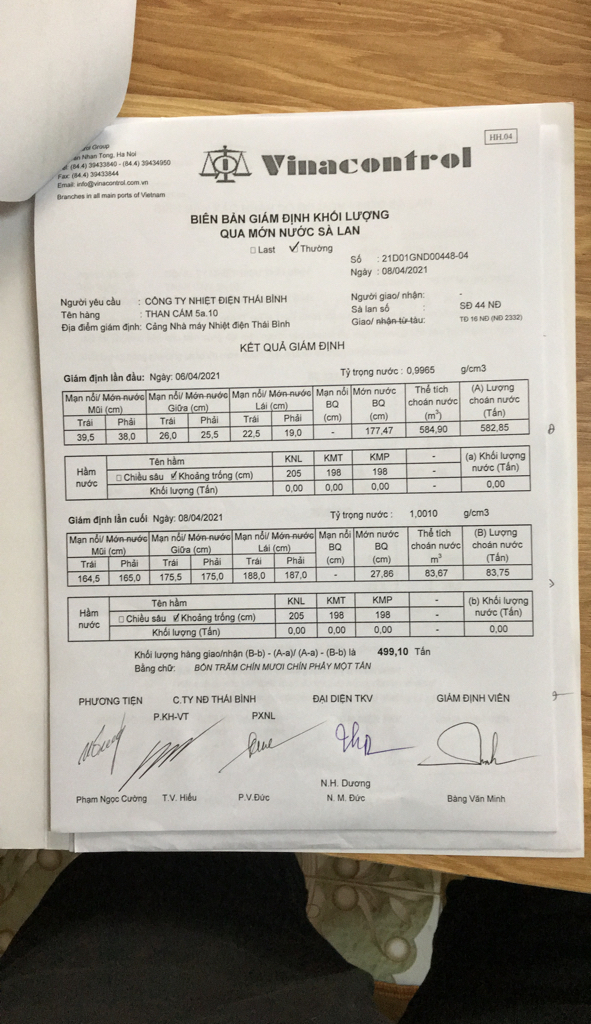 Group
Nhan Tong, Ha Noi
(84.4) 39433840 - (84.4) 39434950
Fax: (84.4) 39433844
Email: info@vinacontrol.com.vn
Branches in all main ports of Vietnam
Vinacontrol
HH.04
BIÊN BẢN GIÁM ĐỊNH KHỐI LƯỢNG
QUA MỚN NƯỚC SÀ LAN
Last Thường
Số : 21D01GND00448-04
Ngày : 08/04/2021
Người yêu cầu : CÔNG TY NHIỆT ĐIỆN THÁI BÌNH
Người giao/ nhận: -
Tên hàng : THAN CÁM 5a.10
Sà lan số : SĐ 44 NĐ
Địa điểm giám định: Cảng Nhà máy Nhiệt điện Thái Bình
Giao/ nhận từ tàu: TĐ 16 NĐ (NĐ 2332)
KẾT QUẢ GIÁM ĐỊNH
Giám định lần đầu: Ngày: 06/04/2021 Tỷ trọng nước : 0,9965 g/cm3
Mạn nổi/ Mớn nước Mạn nổi/ Mớn nước Mạn nổi/ Mớn nước Mạn nổi Mớn nước Thể tích (A) Lượng
Mũi (cm) Giữa (cm) Lái (cm) BQ BQ choán nước choán nước
Trái Phải Trái Phải Trái Phải (cm) (cm) (m3) (Tấn)
39,5 38,0 26,0 25,5 22,5 19,0 - 177,47 584,90 582,85
Hầm nước Tên hầm KNL KMT KMP - (a) Khối lượng nước (Tấn)
Chiều sâu Khoảng trống (cm) 205 198 198 -
Khối lượng (Tấn) 0,00 0,00 0,00 - 0,00
Giám định lần cuối: Ngày: 08/04/2021 Tỷ trọng nước : 1,0010 g/cm3
Mạn nổi/ Mớn nước Mạn nổi/ Mớn nước Mạn nổi/ Mớn nước Mạn nổi Mớn nước Thể tích (B) Lượng
Mũi (cm) Giữa (cm) Lái (cm) BQ BQ choán nước choán nước
Trái Phải Trái Phải Trái Phải (cm) (cm) m3 (Tấn)
164,5 165,0 175,5 175,0 188,0 187,0 - 27,86 83,67 83,75
Hầm nước Tên hầm KNL KMT KMP - (b) Khối lượng nước (Tấn)
Chiều sâu Khoảng trống (cm) 205 198 198 -
Khối lượng (Tấn) 0,00 0,00 0,00 - 0,00
Khối lượng hàng giao/nhận (B-b) - (A-a)/ (A-a) - (B-b) là 499,10 Tấn
Bằng chữ: BỐN TRĂM CHÍN MƯƠI CHÍN PHẨY MỘT TẤN
PHƯƠNG TIỆN C.TY NĐ THÁI BÌNH ĐẠI DIỆN TKV GIÁM ĐỊNH VIÊN
P.KH-VT PXNL
N.H. Dương
Phạm Ngọc Cường T.V. Hiếu P.V.Đức N. M. Đức Bàng Văn Minh